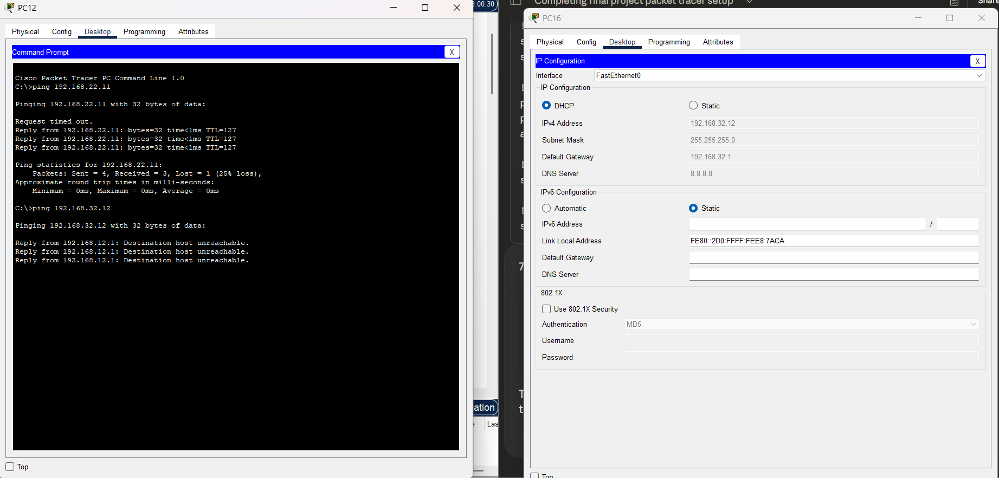 PC12
Physical Config Desktop Programming Attributes
Command Prompt
X
Cisco Packet Tracer PC Command Line 1.0
C:\>ping 192.168.22.11
Pinging 192.168.22.11 with 32 bytes of data:
Request timed out.
Reply from 192.168.22.11: bytes=32 time<1ms TTL=127
Reply from 192.168.22.11: bytes=32 time<1ms TTL=127
Reply from 192.168.22.11: bytes=32 time<1ms TTL=127
Ping statistics for 192.168.22.11:
Packets: Sent = 4, Received = 3, Lost = 1 (25% loss),
Approximate round trip times in milli-seconds:
Minimum = 0ms, Maximum = 0ms, Average = 0ms
C:\>ping 192.168.32.12
Pinging 192.168.32.12 with 32 bytes of data:
Reply from 192.168.12.1: Destination host unreachable.
Reply from 192.168.12.1: Destination host unreachable.
Reply from 192.168.12.1: Destination host unreachable.
Top
:00:30
ation
Las
Completing final project packet tracer setup
Share
PC16
Physical Config Desktop Programming Attributes
IP Configuration
X
Interface FastEthernet0
IP Configuration
DHCP Static
IPv4 Address 192.168.32.12
Subnet Mask 255.255.255.0
Default Gateway 192.168.32.1
DNS Server 8.8.8.8
IPv6 Configuration
Automatic Static
IPv6 Address /
Link Local Address FE80::2D0:FFFF:FEE8:7ACA
Default Gateway
DNS Server
802.1X
Use 802.1X Security
Authentication MD5
Username
Password
Top